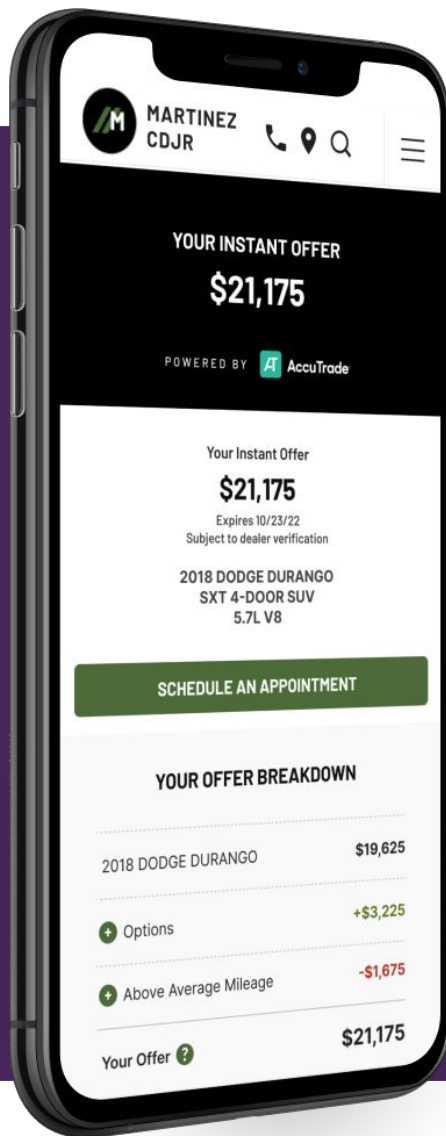 M
MARTINEZ
CDJR
YOUR INSTANT OFFER
$21,175
POWERED BY AT AccuTrade
Your Instant Offer
$21,175
Expires 10/23/22
Subject to dealer verification
2018 DODGE DURANGO
SXT 4-DOOR SUV
5.7L V8
SCHEDULE AN APPOINTMENT
YOUR OFFER BREAKDOWN
2018 DODGE DURANGO $19,625
+ Options +$3,225
+ Above Average Mileage -$1,675
Your Offer ? $21,175